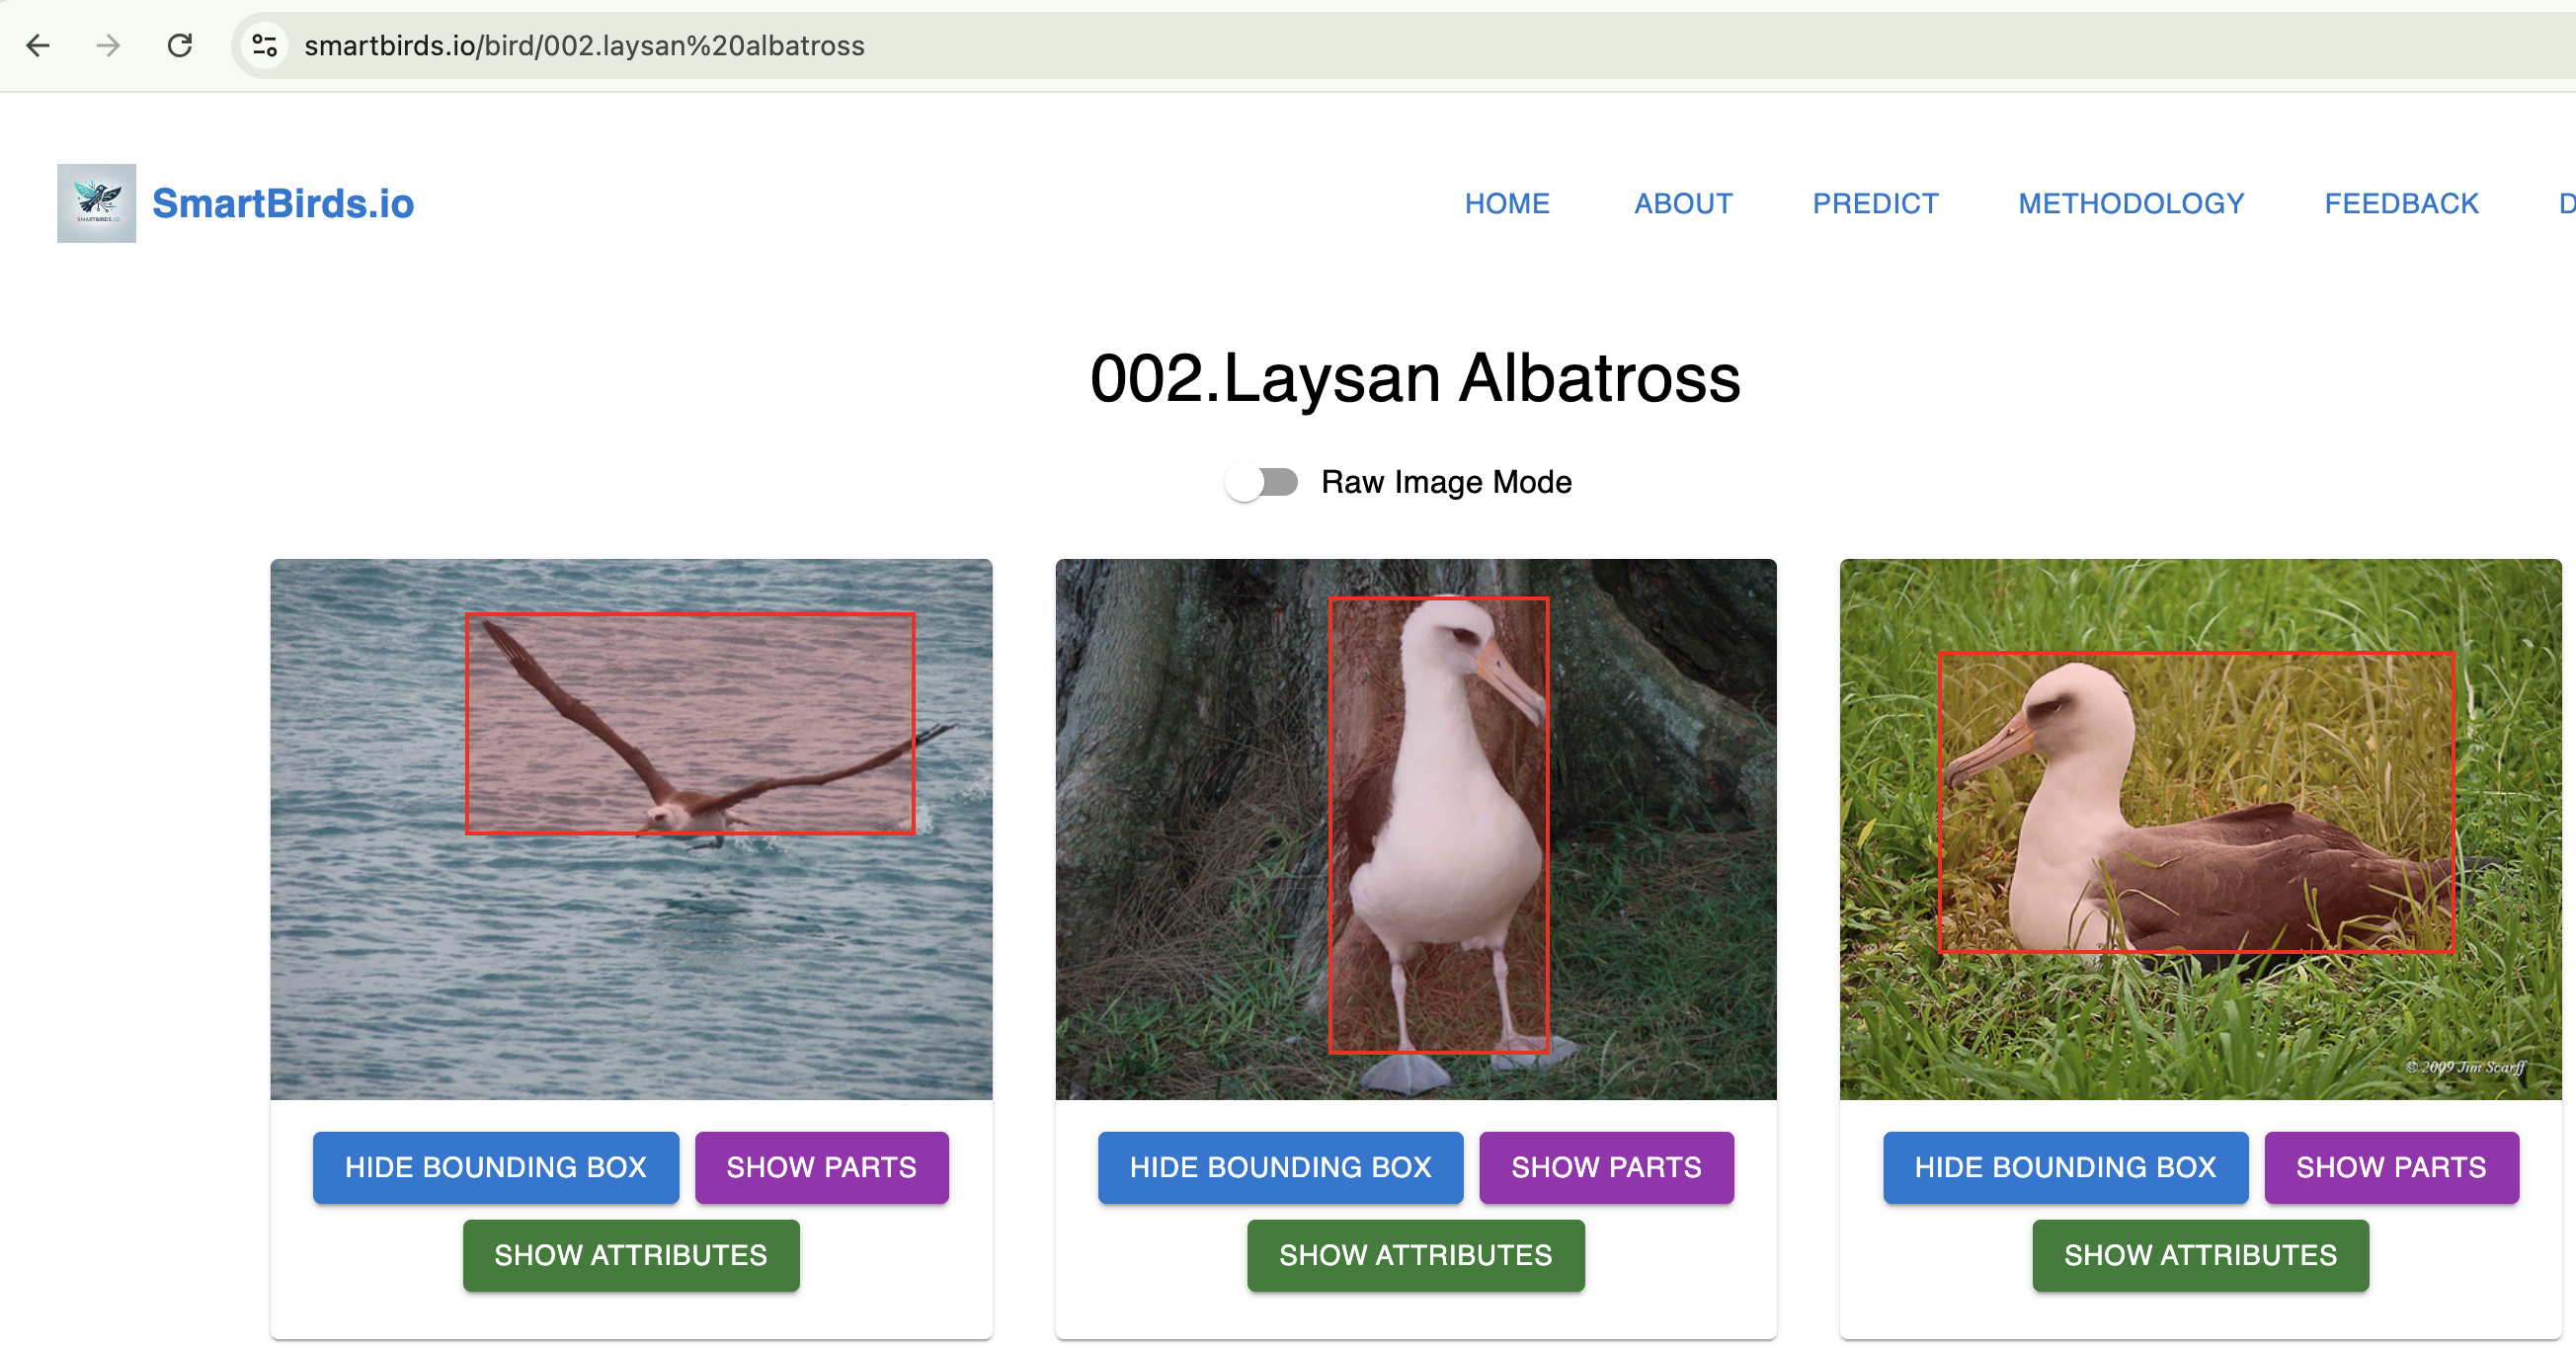 smartbirds.io/bird/002.laysan%20albatross
SMARTBIRDS.IO
SmartBirds.io
HOME ABOUT PREDICT METHODOLOGY FEEDBACK D
002.Laysan Albatross
Raw Image Mode
© 2009 Jim Scarff
HIDE BOUNDING BOX SHOW PARTS HIDE BOUNDING BOX SHOW PARTS HIDE BOUNDING BOX SHOW PARTS
SHOW ATTRIBUTES SHOW ATTRIBUTES SHOW ATTRIBUTES